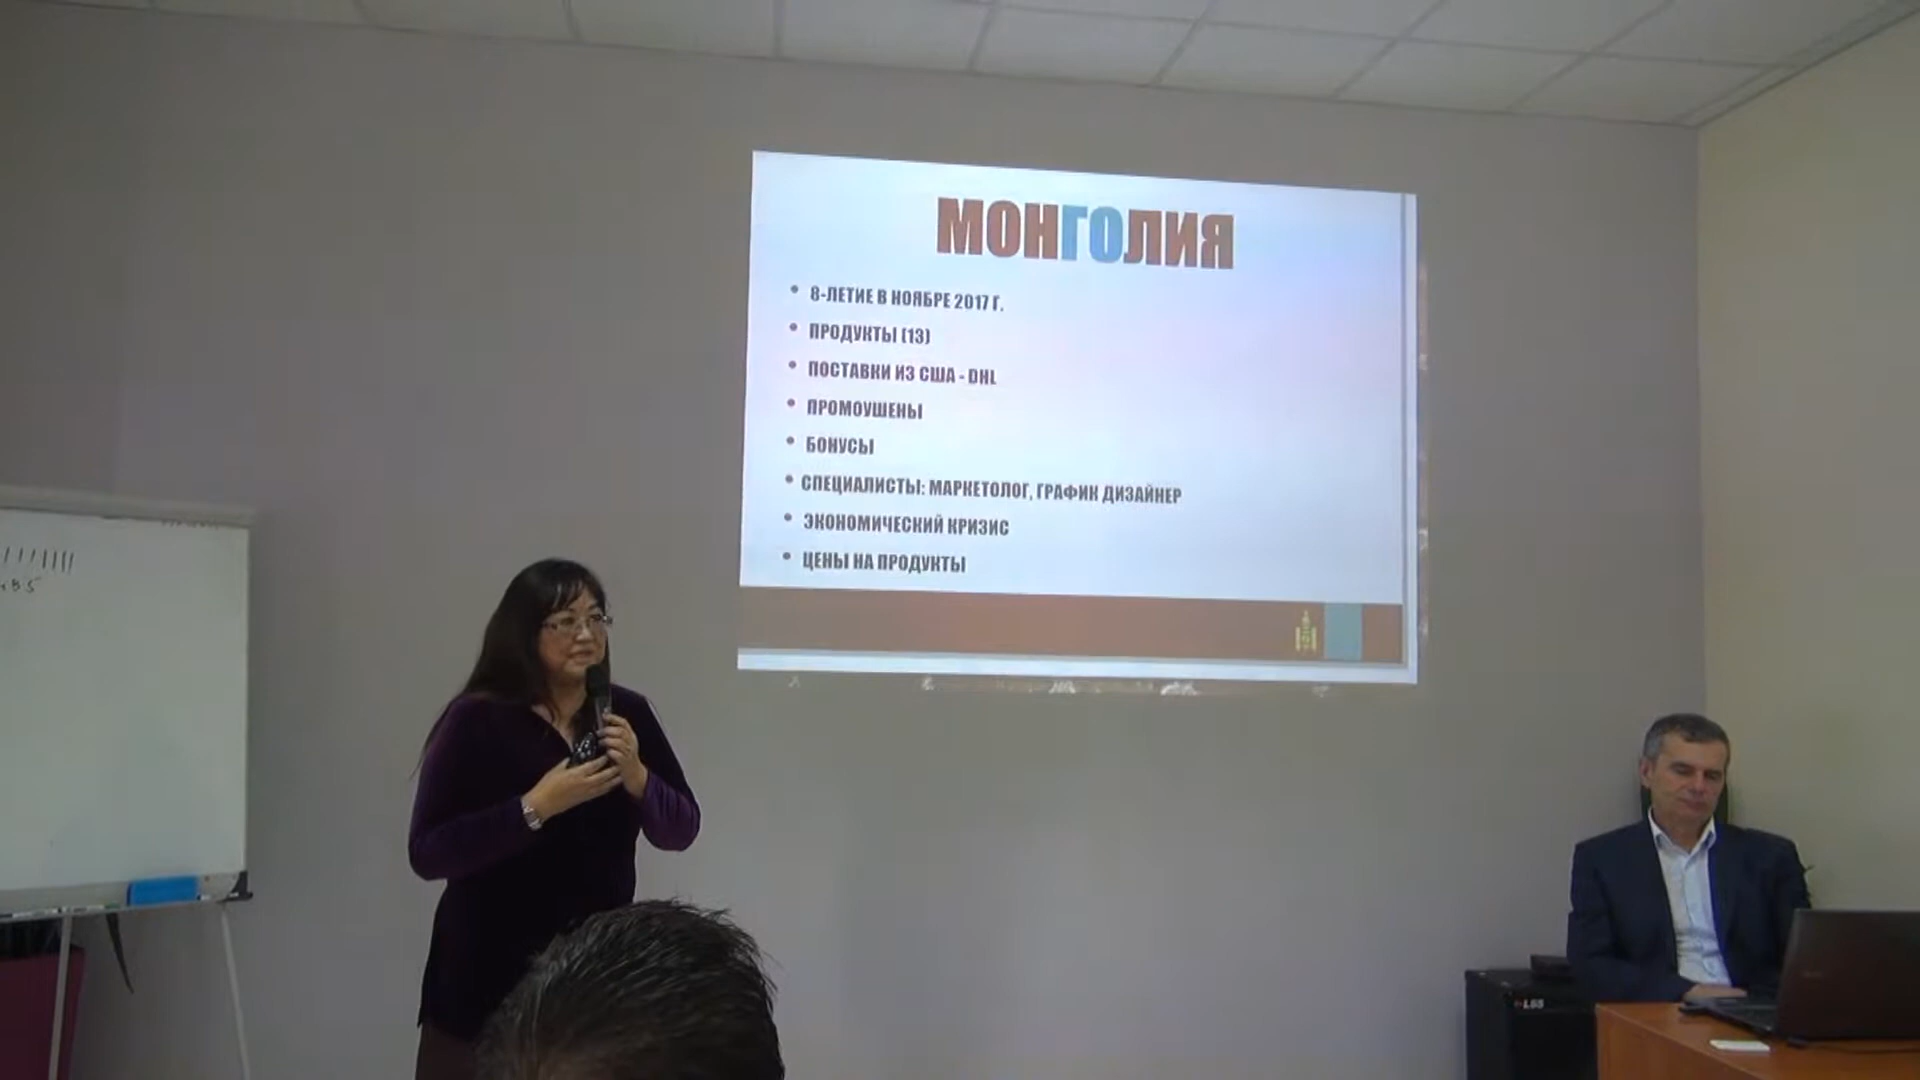 МОНГОЛИЯ
• 8-ЛЕТИЕ В НОЯБРЕ 2017 Г.
• ПРОДУКТЫ (13)
• ПОСТАВКИ ИЗ США - DHL
• ПРОМОУШЕНЫ
• БОНУСЫ
• СПЕЦИАЛИСТЫ: МАРКЕТОЛОГ, ГРАФИК ДИЗАЙНЕР
• ЭКОНОМИЧЕСКИЙ КРИЗИС
• ЦЕНЫ НА ПРОДУКТЫ